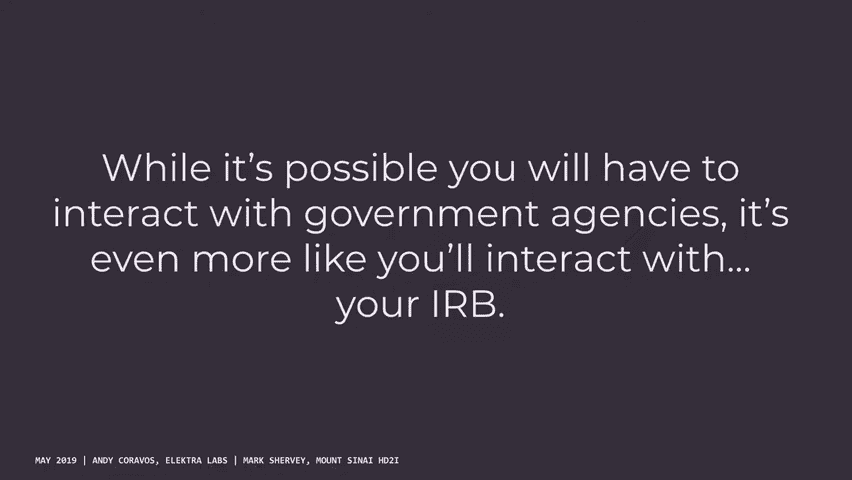 While it's possible you will have to
interact with government agencies, it's
even more like you'll interact with...
your IRB.
MAY 2019 | ANDY CORAVOS, ELEKTRA LABS | MARK SHERVEY, MOUNT SINAI HD2I